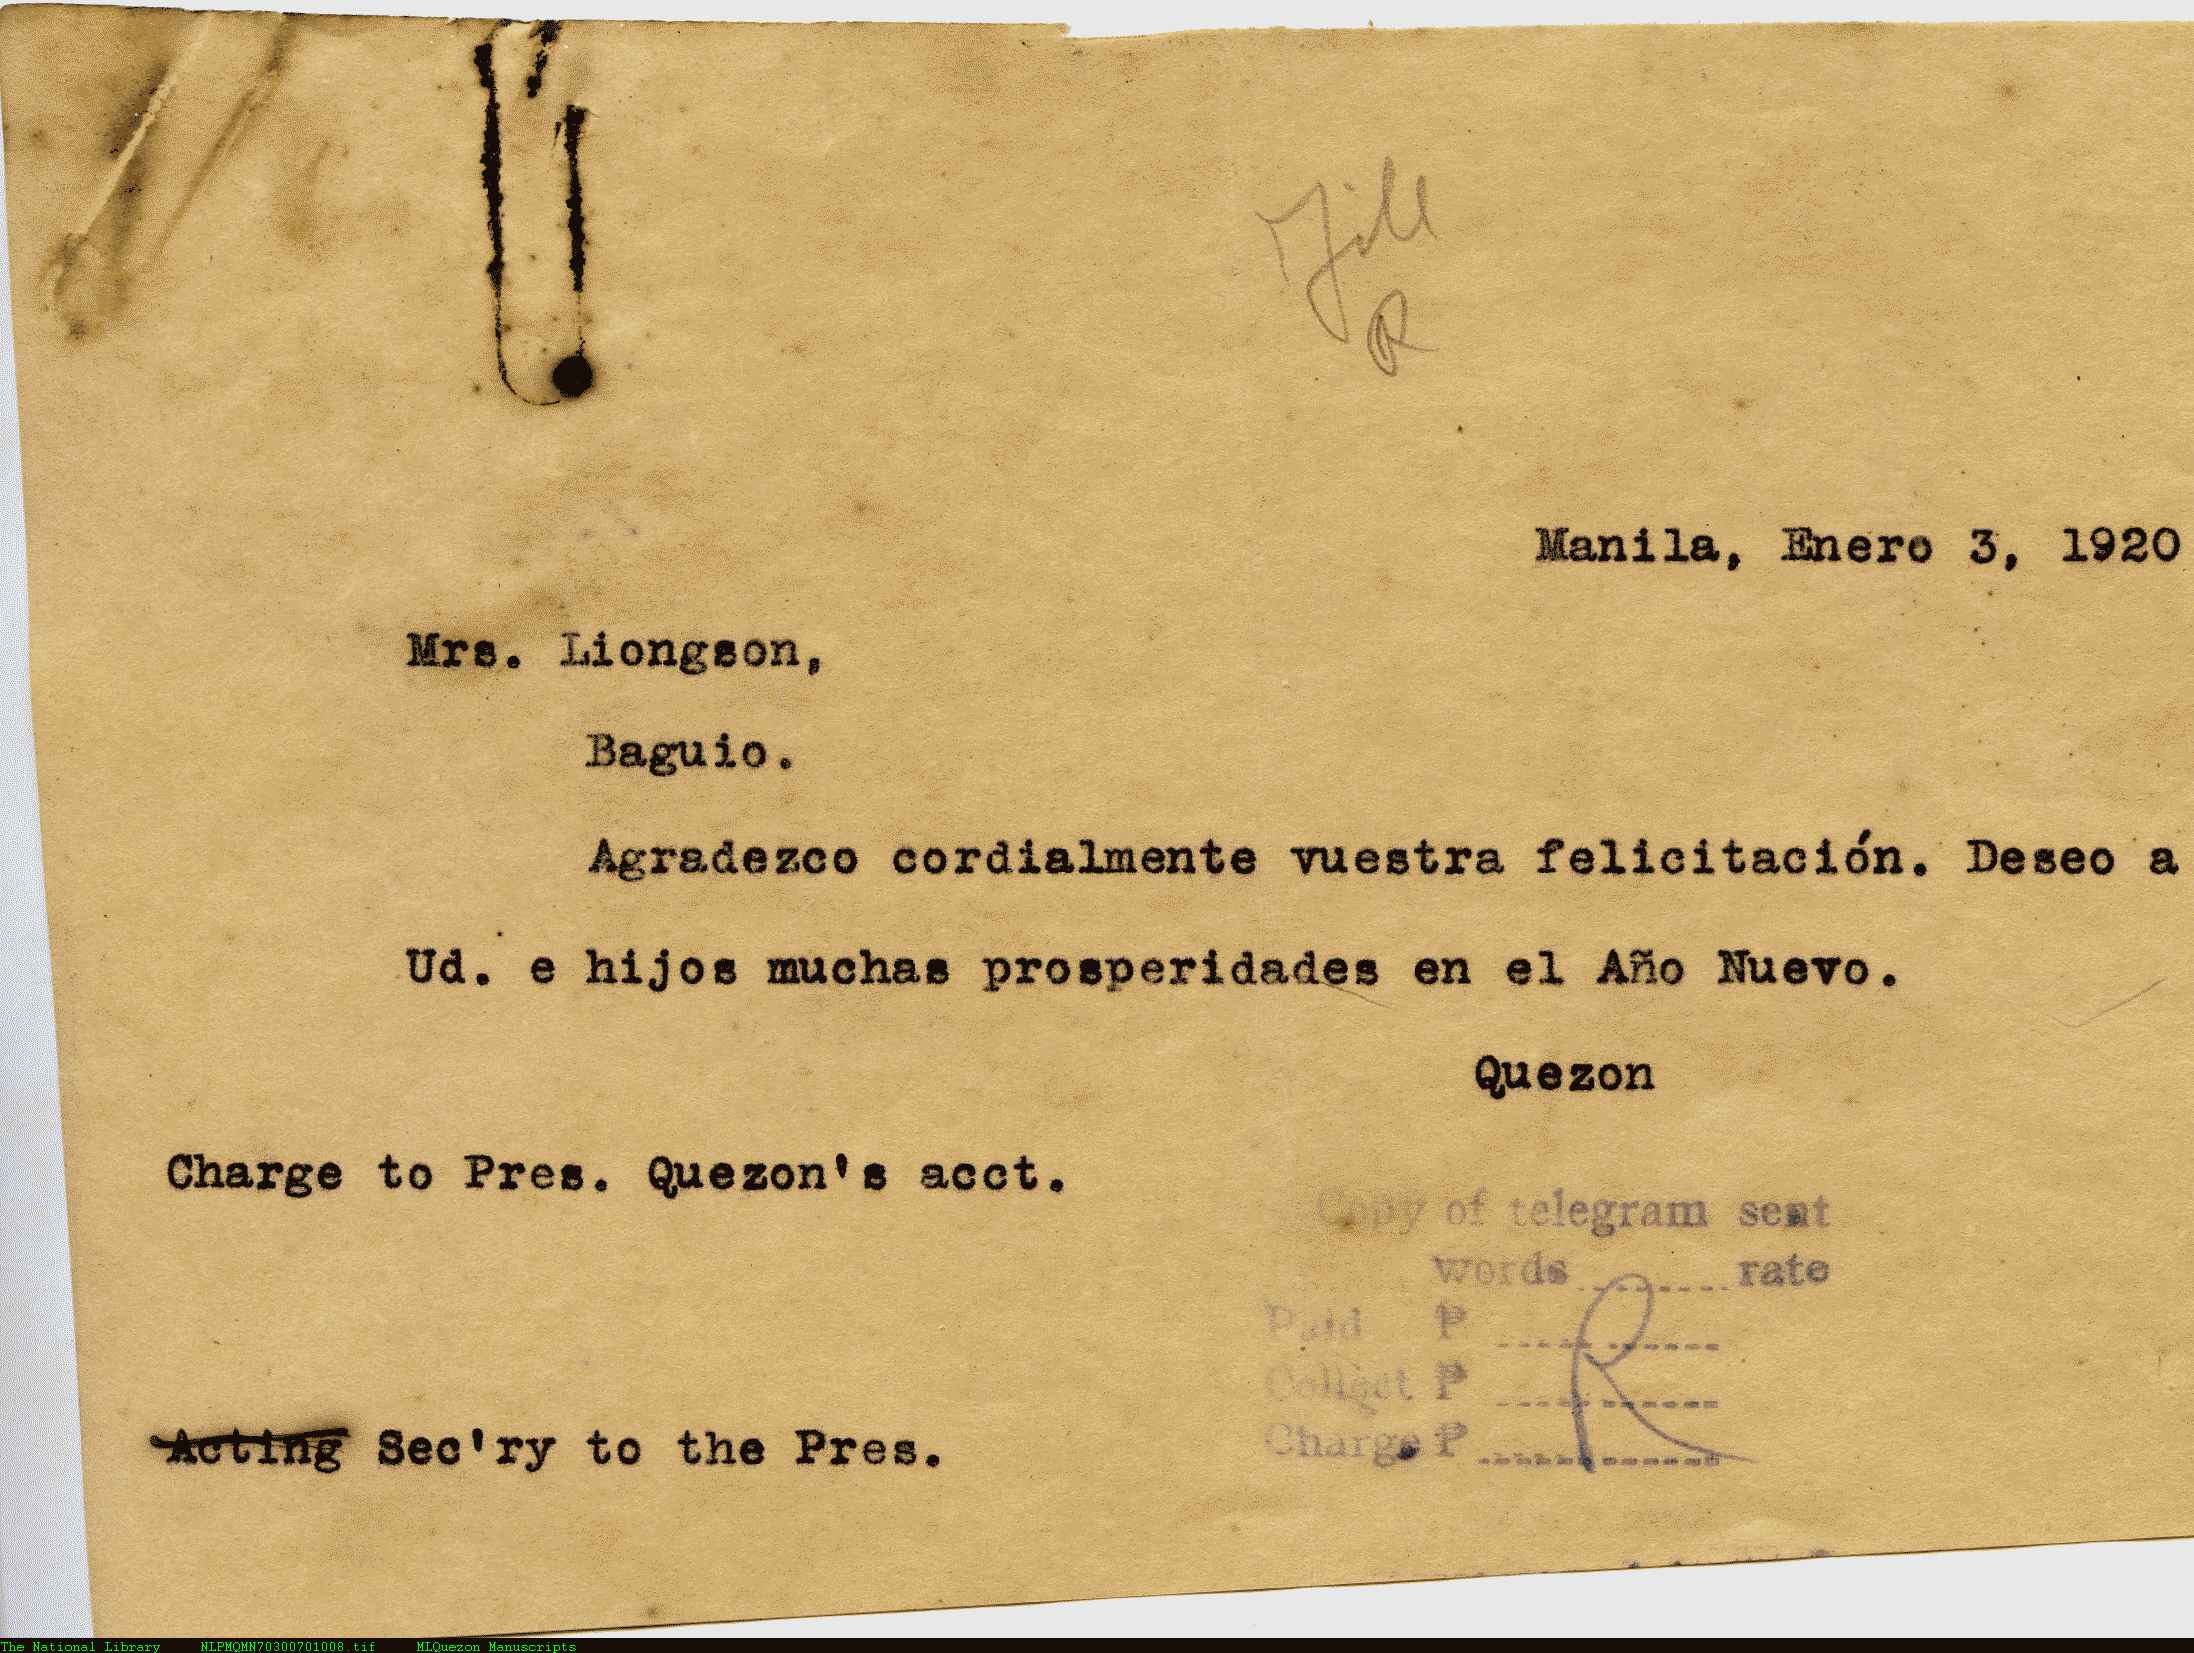 File
R
Manila, Enero 3, 1920
Mrs. Liongson,
Baguio.
Agradezco cordialmente vuestra felicitación. Deseo a
Ud. e hijos muchas prosperidades en el Año Nuevo.
Quezon
Charge to Pres. Quezon's acct.
Copy of telegram sent
words ........ rate
Paid ₱ ............
Collect ₱ ............
Charge ₱ ............
R
Acting Sec'ry to the Pres.
The National Library NLPMQMN70300701008.tif MLQuezon Manuscripts